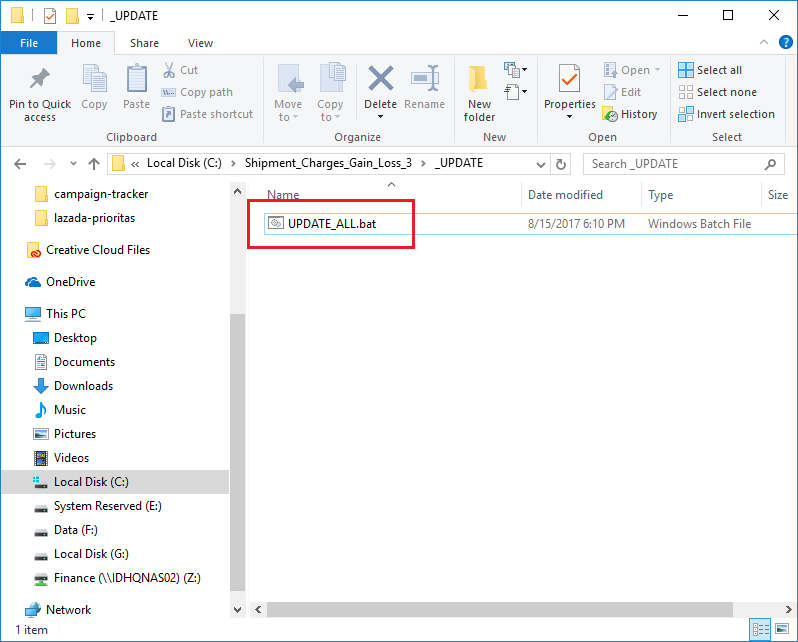 _UPDATE
File Home Share View
Pin to Quick access
Copy
Paste
Cut
Copy path
Paste shortcut
Clipboard
Move to
Copy to
Delete
Rename
Organize
New folder
New
Properties
Open
Edit
History
Open
Select all
Select none
Invert selection
Select
« Local Disk (C:) > Shipment_Charges_Gain_Loss_3 > _UPDATE
Search _UPDATE
campaign-tracker
lazada-prioritas
Creative Cloud Files
OneDrive
This PC
Desktop
Documents
Downloads
Music
Pictures
Videos
Local Disk (C:)
System Reserved (E:)
Data (F:)
Local Disk (G:)
Finance (\\IDHQNAS02) (Z:)
Network
Name Date modified Type Size
UPDATE_ALL.bat 8/15/2017 6:10 PM Windows Batch File
1 item